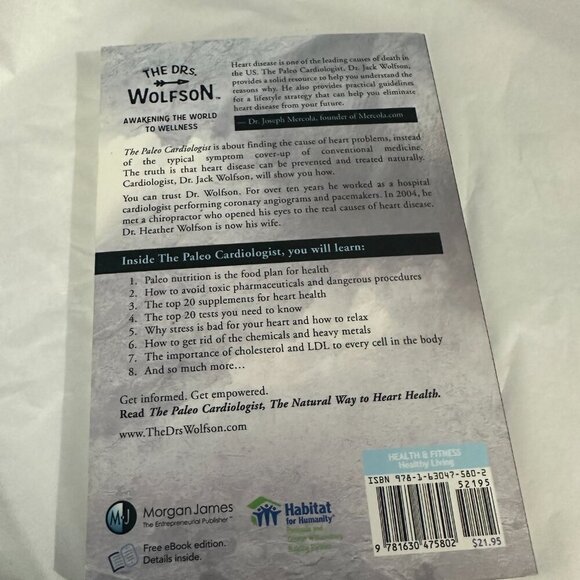 THE DRS.
WOLFSON™
AWAKENING THE WORLD
TO WELLNESS
Heart disease is one of the leading causes of death in
the US. The Paleo Cardiologist, Dr. Jack Wolfson,
provides a solid resource to help you understand the
reasons why. He also provides practical guidelines
for a lifestyle strategy that can help you eliminate
heart disease from your future.
— Dr. Joseph Mercola, founder of Mercola.com
The Paleo Cardiologist is about finding the cause of heart problems, instead
of the typical symptom cover-up of conventional medicine.
The truth is that heart disease can be prevented and treated naturally.
Cardiologist, Dr. Jack Wolfson, will show you how.
You can trust Dr. Wolfson. For over ten years he worked as a hospital
cardiologist performing coronary angiograms and pacemakers. In 2004, he
met a chiropractor who opened his eyes to the real causes of heart disease.
Dr. Heather Wolfson is now his wife.
Inside The Paleo Cardiologist, you will learn:
1. Paleo nutrition is the food plan for health
2. How to avoid toxic pharmaceuticals and dangerous procedures
3. The top 20 supplements for heart health
4. The top 20 tests you need to know
5. Why stress is bad for your heart and how to relax
6. How to get rid of the chemicals and heavy metals
7. The importance of cholesterol and LDL to every cell in the body
8. And so much more…
Get informed. Get empowered.
Read The Paleo Cardiologist, The Natural Way to Heart Health.
www.TheDrsWolfson.com
HEALTH & FITNESS
Healthy Living
ISBN 978-1-63047-580-2
52195
9 781630 475802
$21.95
MJ
Morgan James
The Entrepreneurial Publisher™
Free eBook edition.
Details inside.
Habitat
for Humanity®